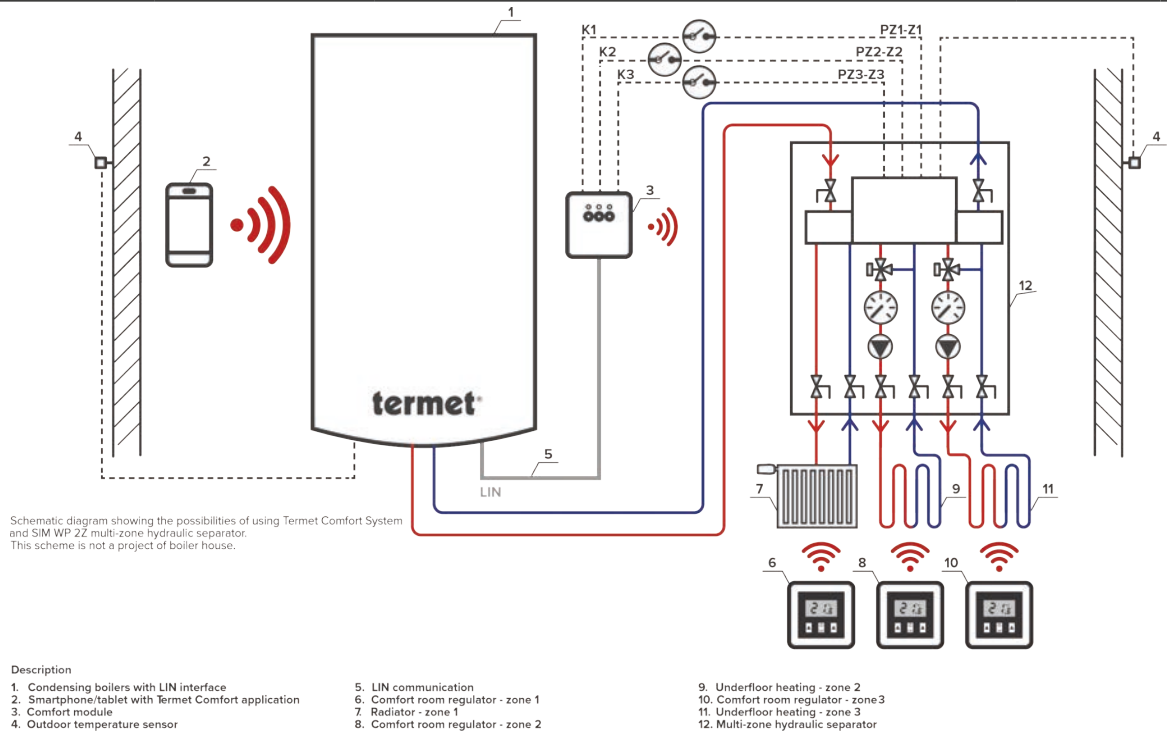 1
K1
PZ1-Z1
K2
PZ2-Z2
K3
PZ3-Z3
4
2
3
4
12
termet
5
LIN
7
9
11
Schematic diagram showing the possibilities of using Termet Comfort System
and SIM WP 2Z multi-zone hydraulic separator.
This scheme is not a project of boiler house.
6
8
10
Description
1. Condensing boilers with LIN interface
2. Smartphone/tablet with Termet Comfort application
3. Comfort module
4. Outdoor temperature sensor
5. LIN communication
6. Comfort room regulator - zone 1
7. Radiator - zone 1
8. Comfort room regulator - zone 2
9. Underfloor heating - zone 2
10. Comfort room regulator - zone3
11. Underfloor heating - zone 3
12. Multi-zone hydraulic separator